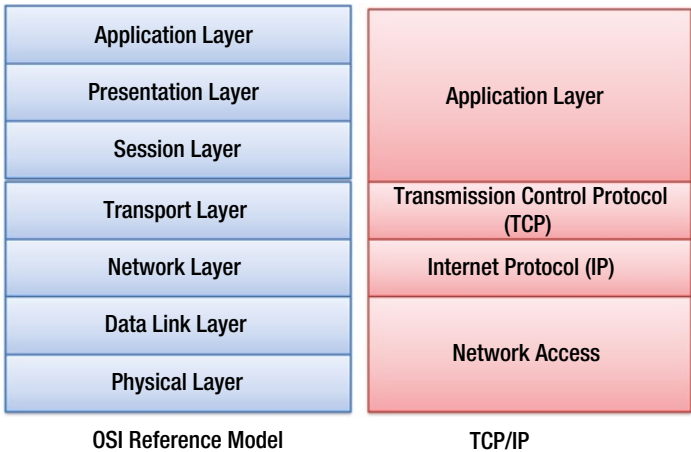 Application Layer
Presentation Layer
Session Layer
Transport Layer
Network Layer
Data Link Layer
Physical Layer
OSI Reference Model
Application Layer
Transmission Control Protocol
(TCP)
Internet Protocol (IP)
Network Access
TCP/IP